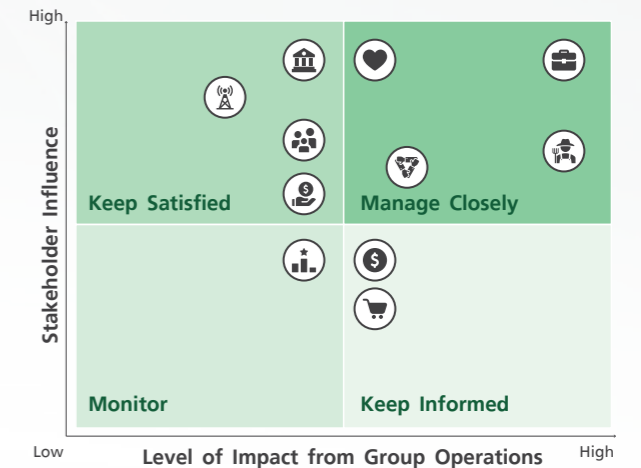 High
Stakeholder Influence
Keep Satisfied
Manage Closely
$
$
Monitor
Keep Informed
Low
Level of Impact from Group Operations
High